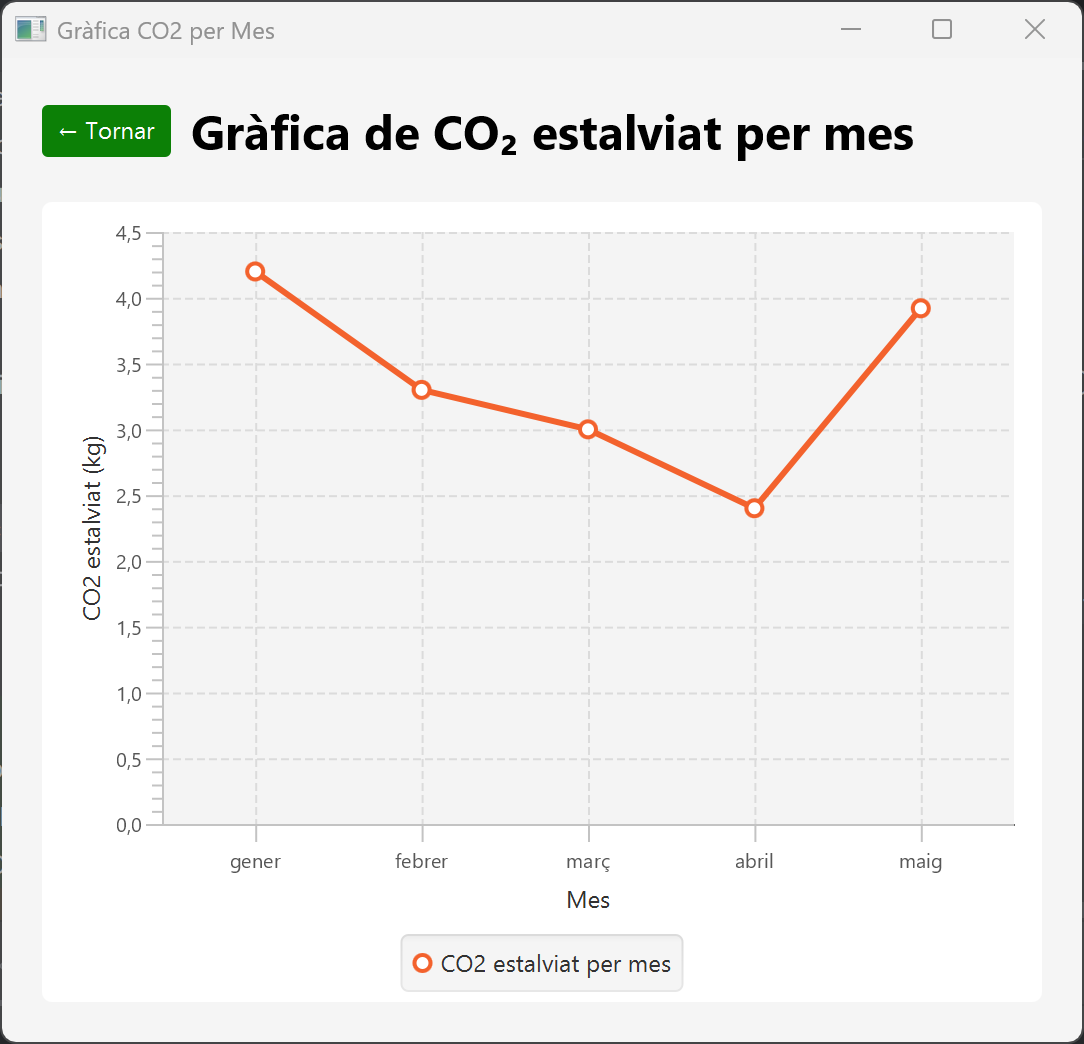 Gràfica CO2 per Mes
← Tornar
Gràfica de CO₂ estalviat per mes
CO2 estalviat (kg)
4,5
4,0
3,5
3,0
2,5
2,0
1,5
1,0
0,5
0,0
gener febrer març abril maig
Mes
CO2 estalviat per mes